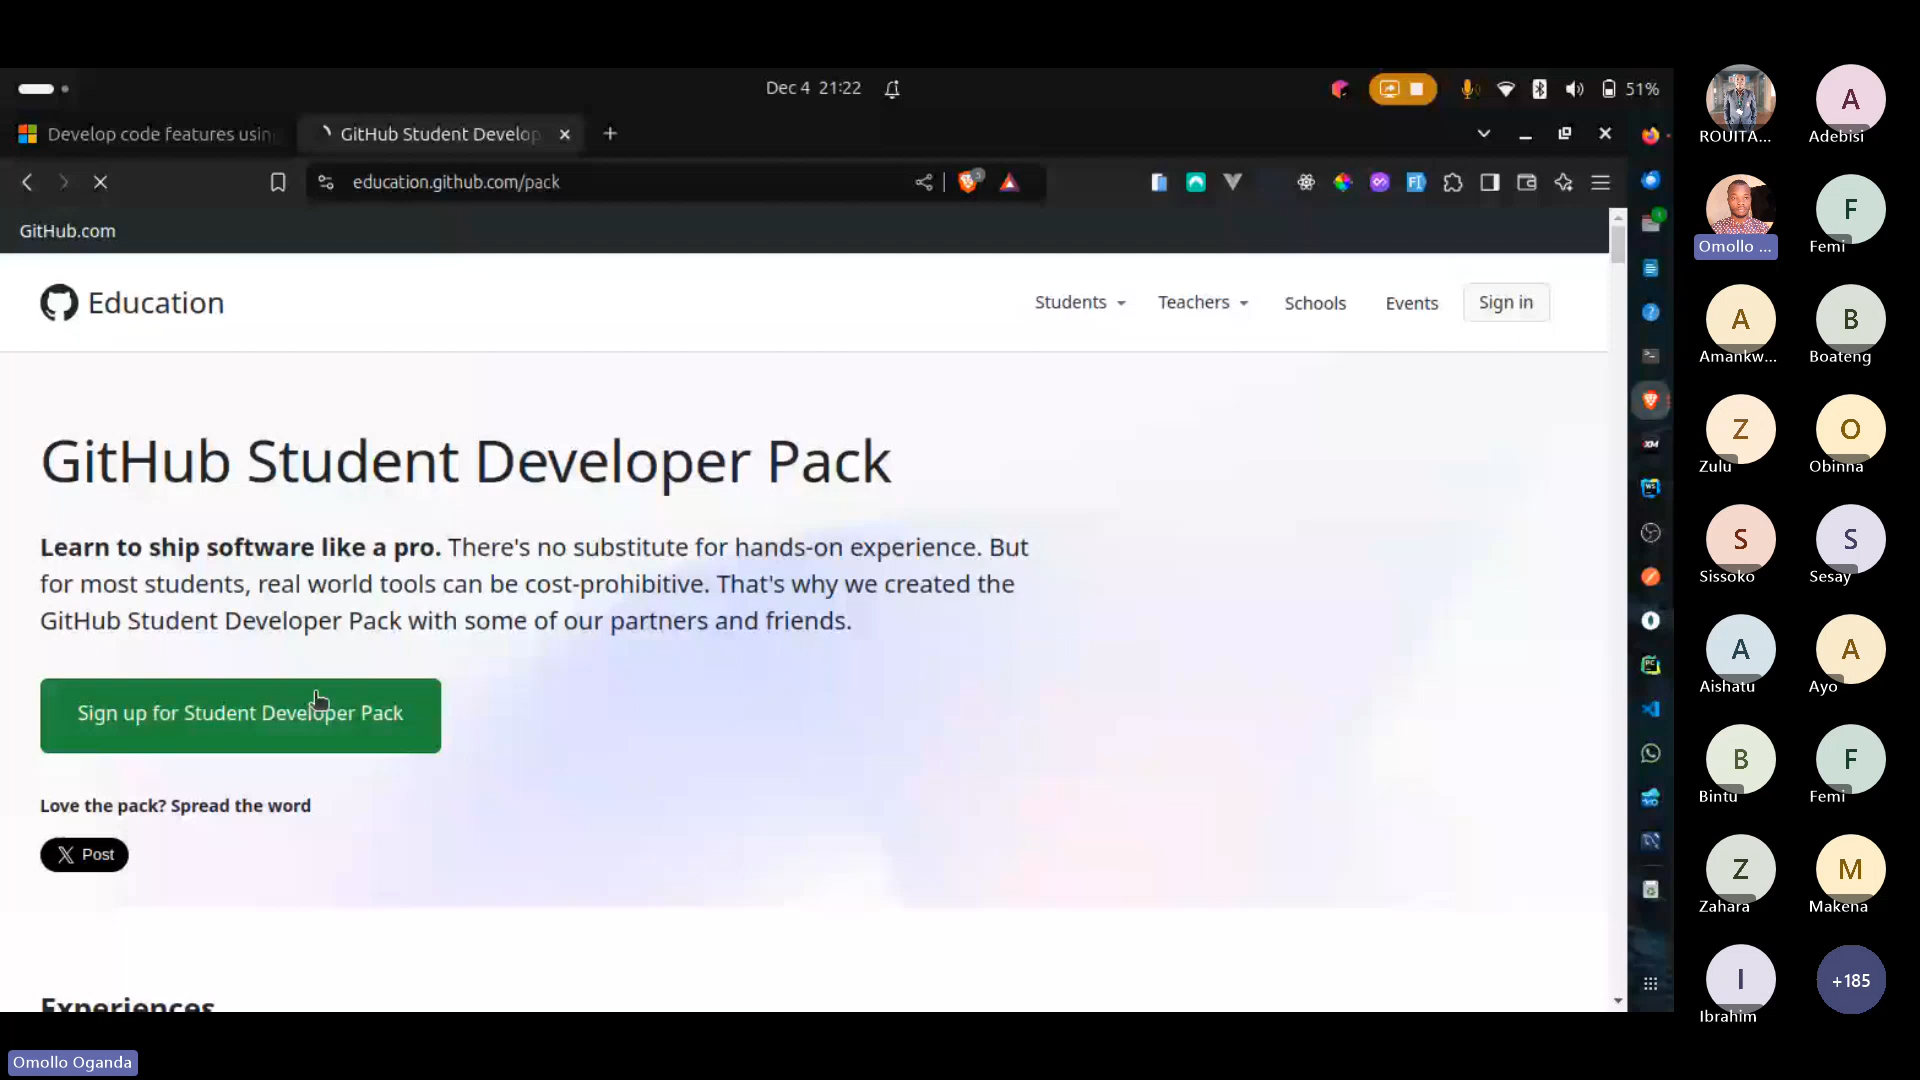 Dec 4 21:22
51%
Develop code features usin
GitHub Student Develop
education.github.com/pack
GitHub.com
Education
Students
Teachers
Schools
Events
Sign in
GitHub Student Developer Pack
Learn to ship software like a pro. There's no substitute for hands-on experience. But
for most students, real world tools can be cost-prohibitive. That's why we created the
GitHub Student Developer Pack with some of our partners and friends.
Sign up for Student Developer Pack
Love the pack? Spread the word
Post
Experiences
Omollo Oganda
ROUITA...
A
Adebisi
Omollo ...
F
Femi
A
Amankw...
B
Boateng
Z
Zulu
O
Obinna
S
Sissoko
S
Sesay
A
Aishatu
A
Ayo
B
Bintu
F
Femi
Z
Zahara
M
Makena
I
Ibrahim
+185